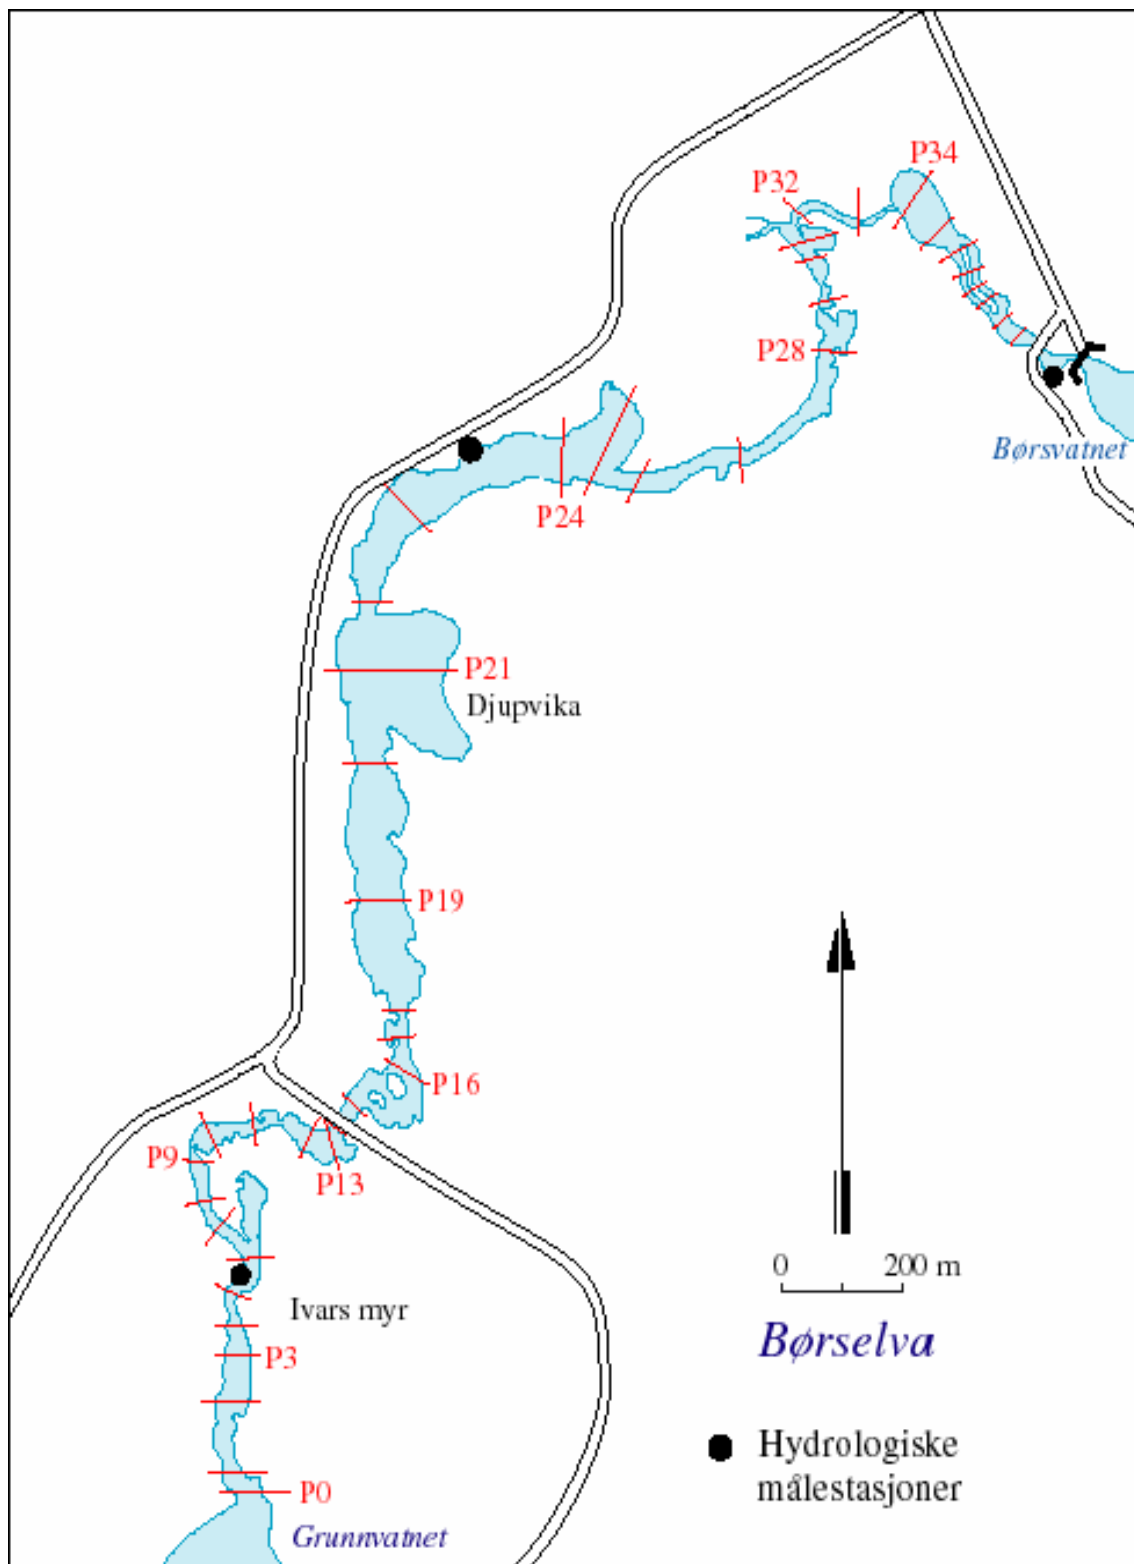 P34
P32
P28
Børsvatnet
P24
P21
Djupvika
P19
P16
P9
P13
0 200 m
Ivars myr
Børselva
P3
Hydrologiske
målestasjoner
P0
Grunnvatnet